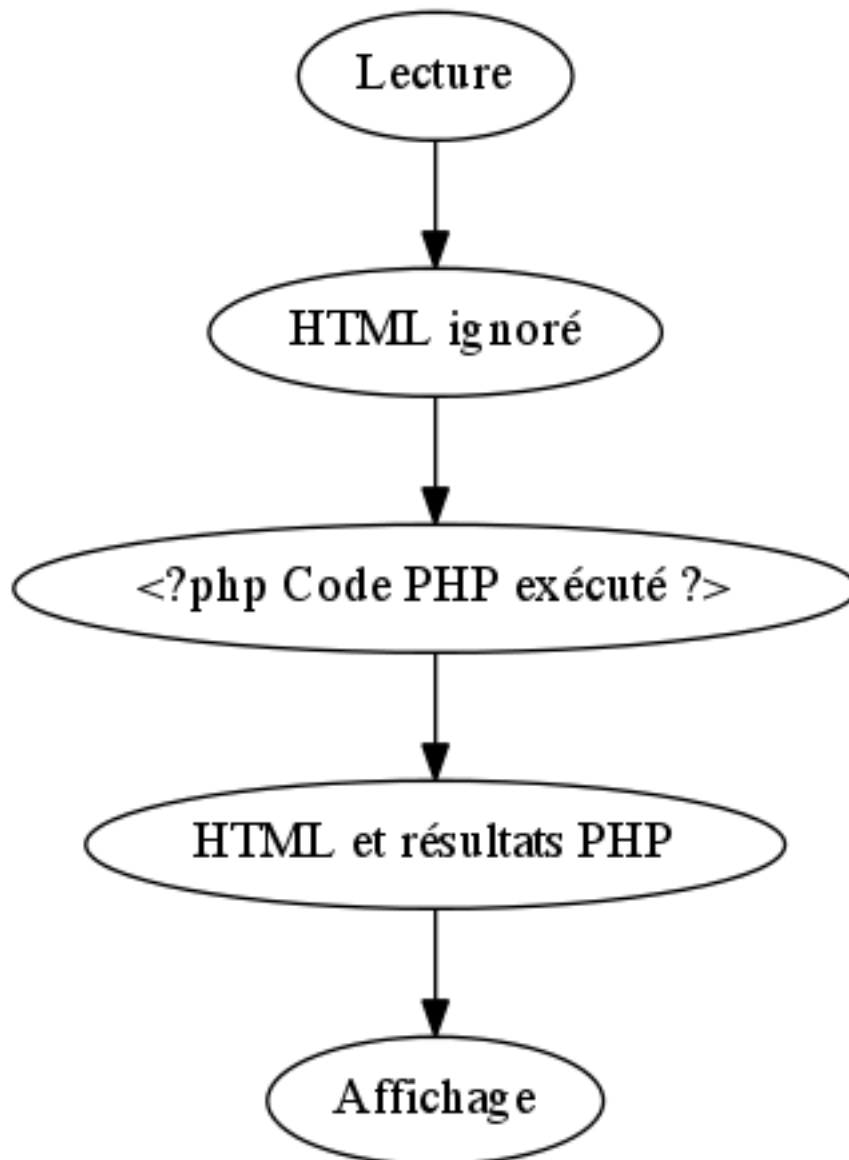 Lecture
HTML ignoré
<?php Code PHP exécuté ?>
HTML et résultats PHP
Affichage